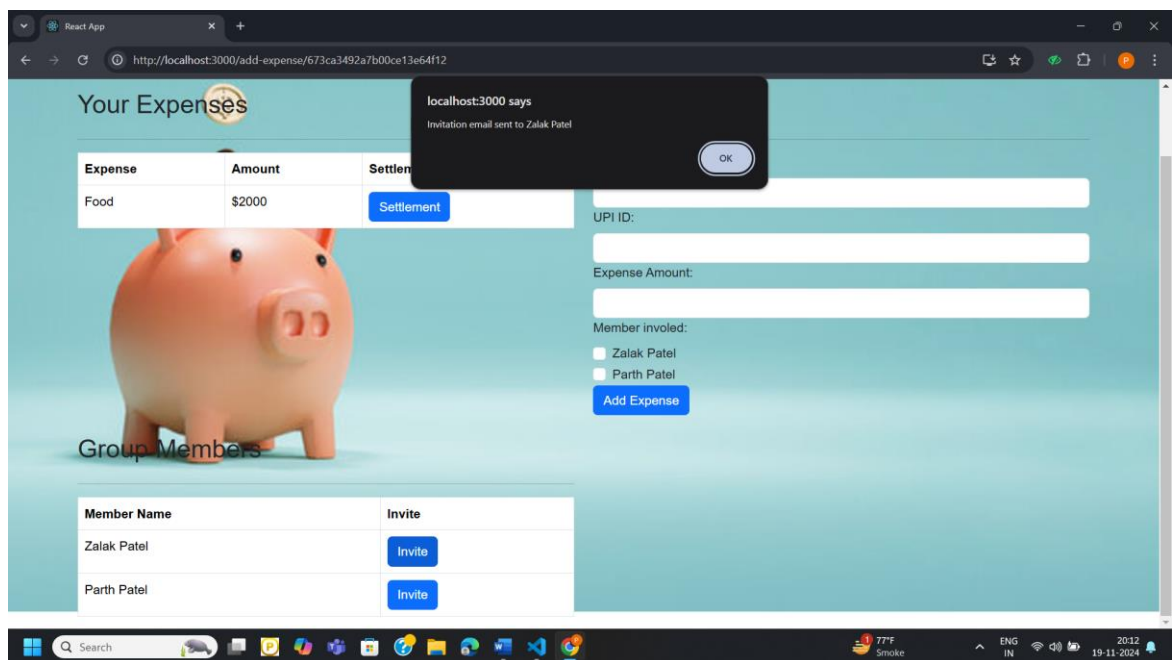 React App
http://localhost:3000/add-expense/673ca3492a7b00ce13e64f12
P
localhost:3000 says
Invitation email sent to Zalak Patel
OK
Your Expenses
Expense Amount Settlem
Food $2000 Settlement
UPI ID:
Expense Amount:
Member involed:
Zalak Patel
Parth Patel
Add Expense
Group Members
Member Name Invite
Zalak Patel Invite
Parth Patel Invite
Search
1
77°F
Smoke
ENG
IN
20:12
19-11-2024